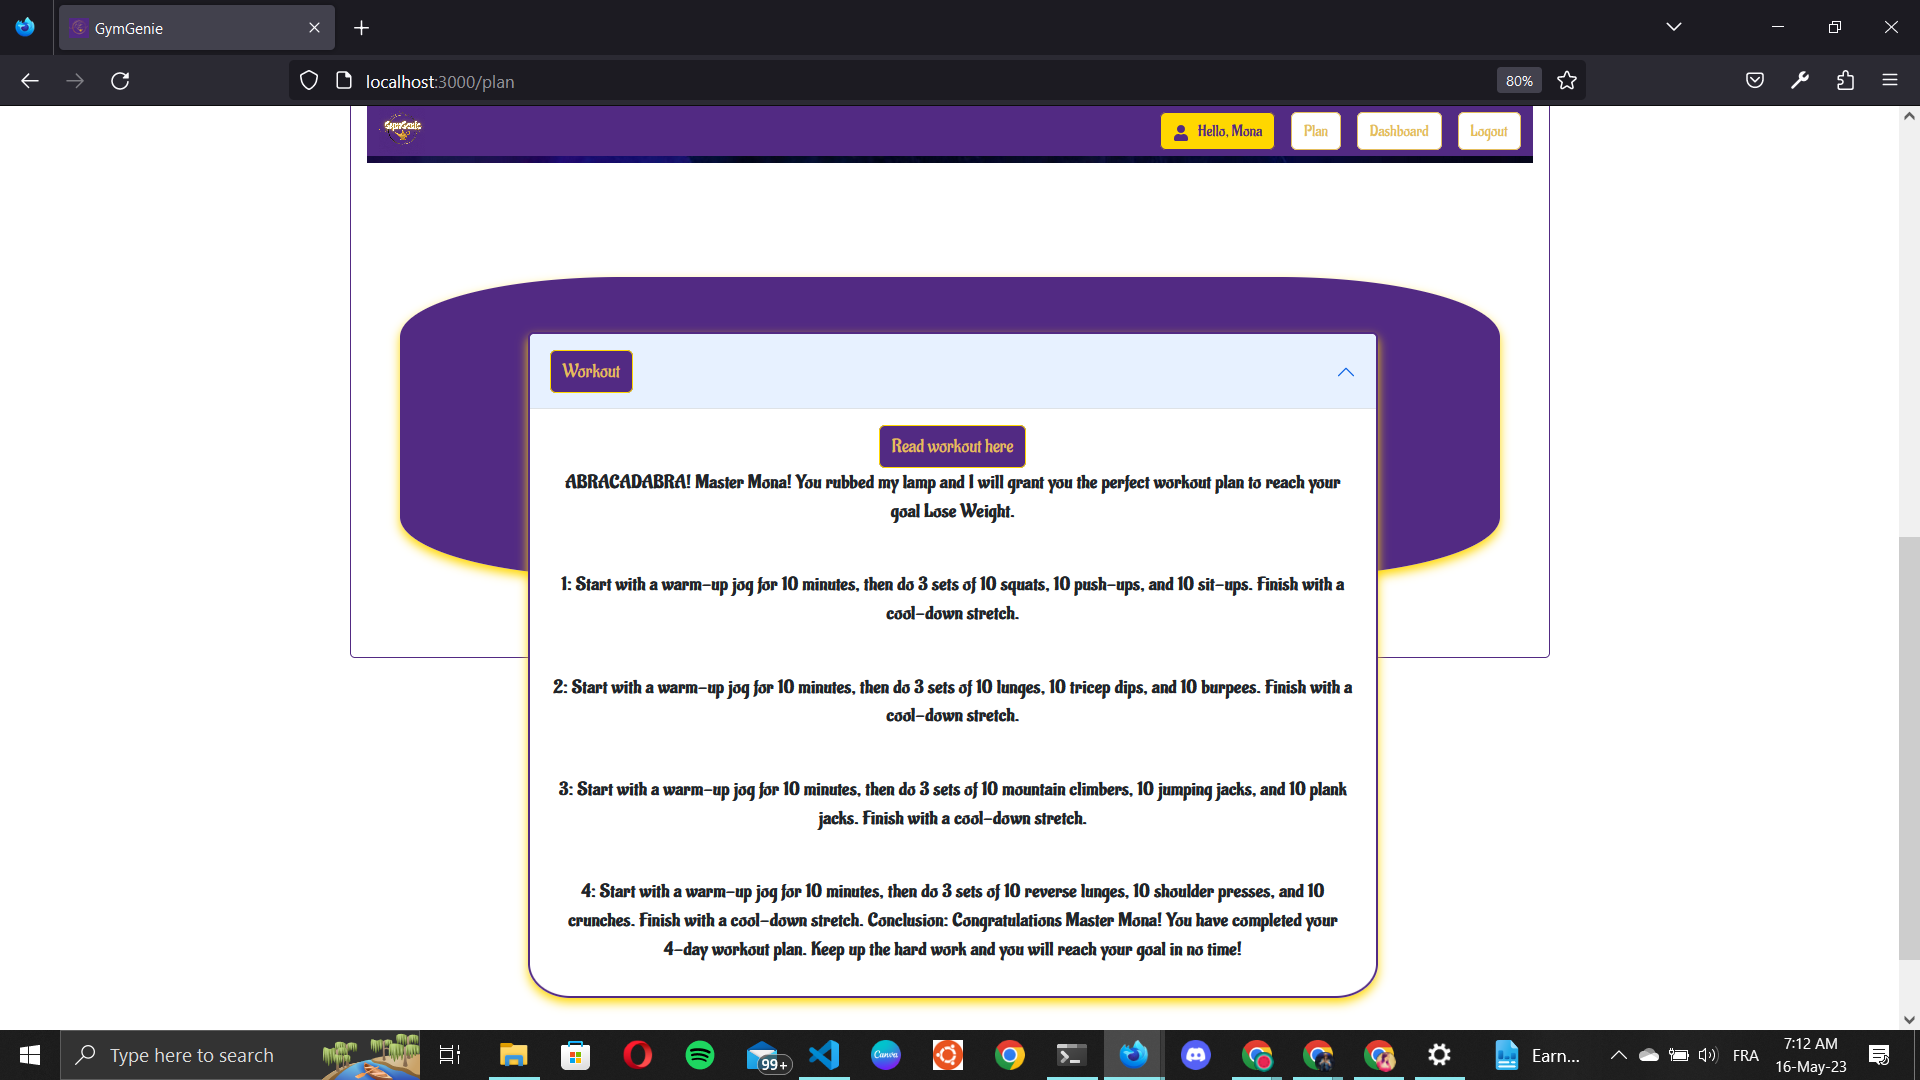 GymGenie
localhost:3000/plan
80%
GymGenie
Hello, Mona
Plan
Dashboard
Logout
Workout
Read workout here
ABRACADABRA! Master Mona! You rubbed my lamp and I will grant you the perfect workout plan to reach your
goal Lose Weight.
1: Start with a warm-up jog for 10 minutes, then do 3 sets of 10 squats, 10 push-ups, and 10 sit-ups. Finish with a
cool-down stretch.
2: Start with a warm-up jog for 10 minutes, then do 3 sets of 10 lunges, 10 tricep dips, and 10 burpees. Finish with a
cool-down stretch.
3: Start with a warm-up jog for 10 minutes, then do 3 sets of 10 mountain climbers, 10 jumping jacks, and 10 plank
jacks. Finish with a cool-down stretch.
4: Start with a warm-up jog for 10 minutes, then do 3 sets of 10 reverse lunges, 10 shoulder presses, and 10
crunches. Finish with a cool-down stretch. Conclusion: Congratulations Master Mona! You have completed your
4-day workout plan. Keep up the hard work and you will reach your goal in no time!
Type here to search
99+
Canva
Earn...
FRA
7:12 AM
16-May-23